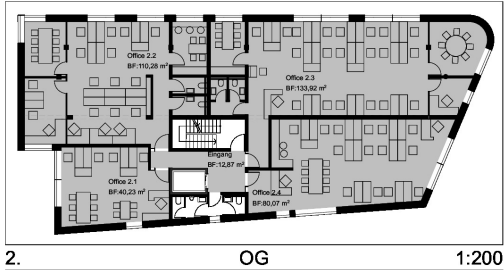 Office 2.2
BF:110,28 m²
Office 2.3
BF:133,92 m²
Eingang
BF:12,87 m²
Office 2.1
BF:40,23 m²
Office 2.4
BF:80,07 m²
2. OG 1:200